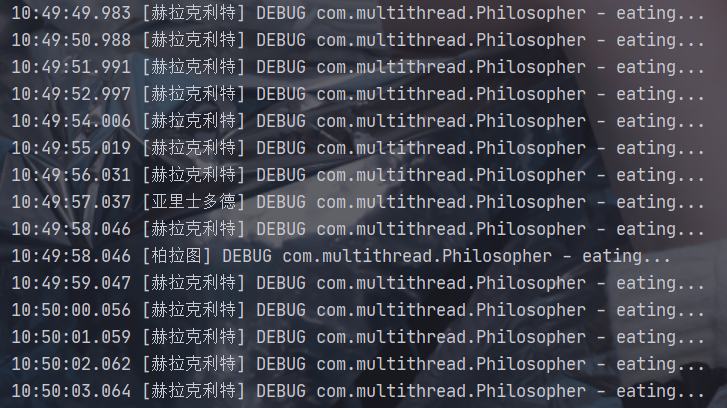 10:49:49.983 [赫拉克利特] DEBUG com.multithread.Philosopher - eating...
10:49:50.988 [赫拉克利特] DEBUG com.multithread.Philosopher - eating...
10:49:51.991 [赫拉克利特] DEBUG com.multithread.Philosopher - eating...
10:49:52.997 [赫拉克利特] DEBUG com.multithread.Philosopher - eating...
10:49:54.006 [赫拉克利特] DEBUG com.multithread.Philosopher - eating...
10:49:55.019 [赫拉克利特] DEBUG com.multithread.Philosopher - eating...
10:49:56.031 [赫拉克利特] DEBUG com.multithread.Philosopher - eating...
10:49:57.037 [亚里士多德] DEBUG com.multithread.Philosopher - eating...
10:49:58.046 [赫拉克利特] DEBUG com.multithread.Philosopher - eating...
10:49:58.046 [柏拉图] DEBUG com.multithread.Philosopher - eating...
10:49:59.047 [赫拉克利特] DEBUG com.multithread.Philosopher - eating...
10:50:00.056 [赫拉克利特] DEBUG com.multithread.Philosopher - eating...
10:50:01.059 [赫拉克利特] DEBUG com.multithread.Philosopher - eating...
10:50:02.062 [赫拉克利特] DEBUG com.multithread.Philosopher - eating...
10:50:03.064 [赫拉克利特] DEBUG com.multithread.Philosopher - eating...